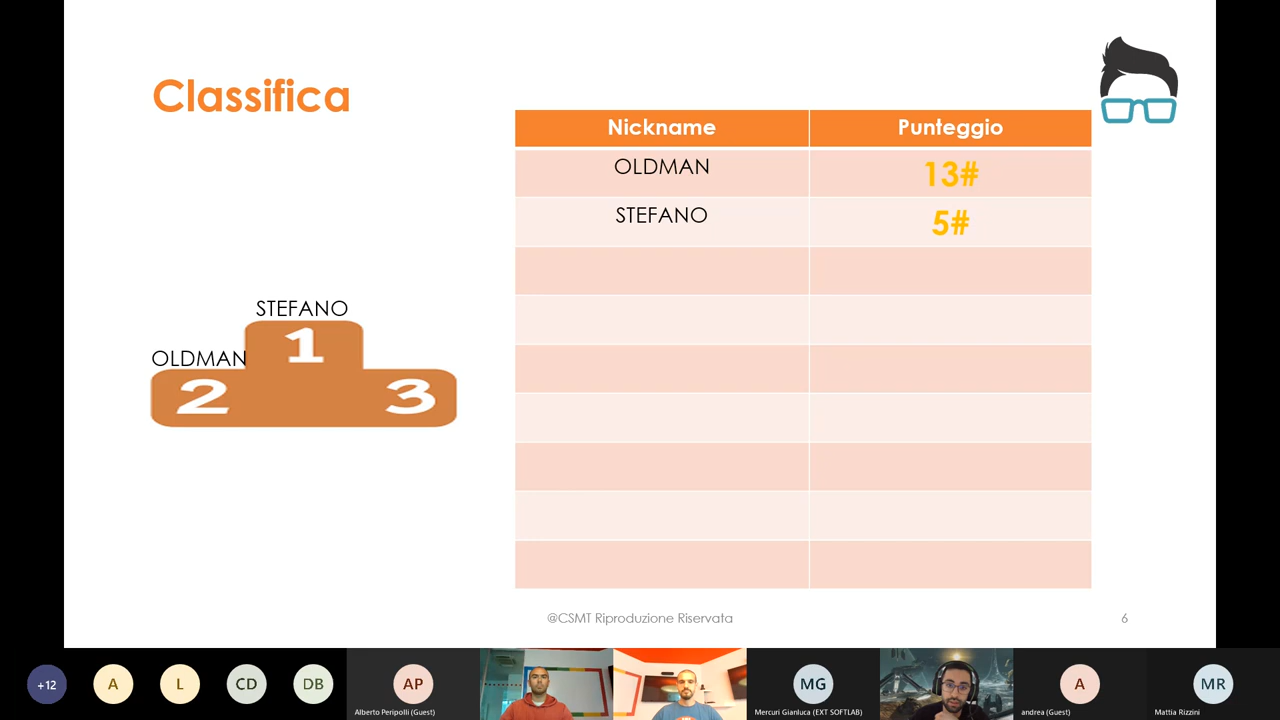 Classifica
Nickname Punteggio
OLDMAN 13#
STEFANO 5#
STEFANO
OLDMAN
1
2 3
@CSMT Riproduzione Riservata 6
+12 A L CD DB AP MG A MR
Alberto Peripolli (Guest) Mercuri Gianluca (EXT SOFTLAB) andrea (Guest) Mattia Rizzini